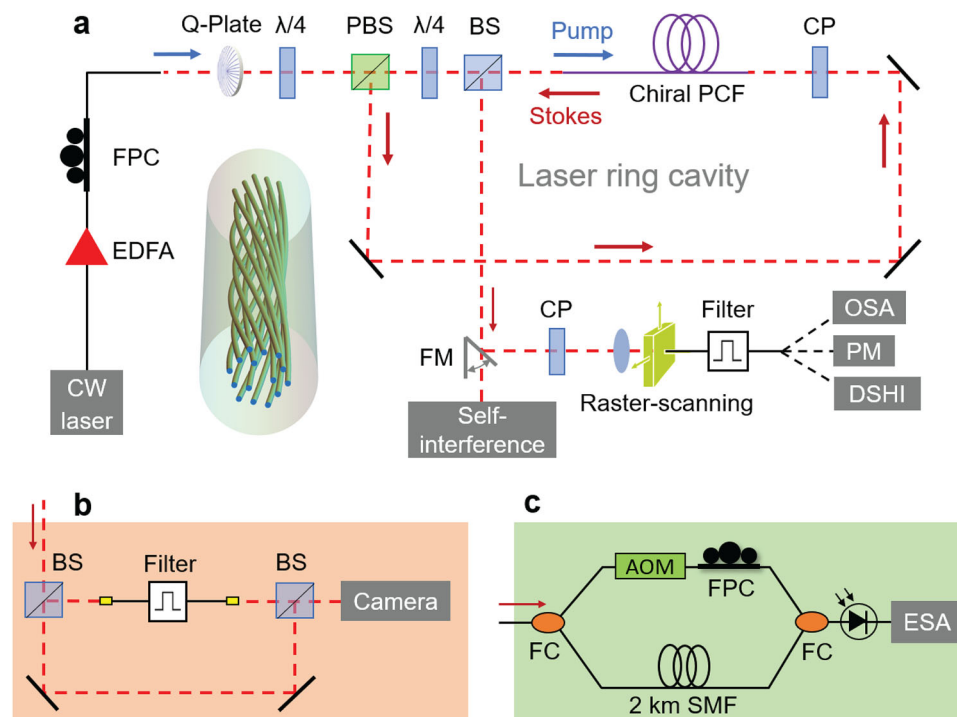 a
Q-Plate
λ/4
PBS
λ/4
BS
Pump
CP
Chiral PCF
Stokes
FPC
Laser ring cavity
EDFA
CP
Filter
OSA
FM
PM
CW
laser
DSHI
Raster-scanning
Self-
interference
b
BS
Filter
BS
Camera
c
AOM
FPC
FC
FC
ESA
2 km SMF